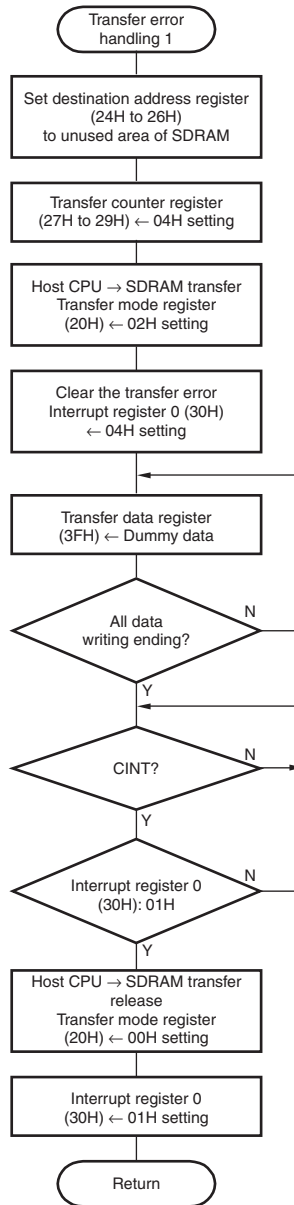 Transfer error
handling 1
Set destination address register
(24H to 26H)
to unused area of SDRAM
Transfer counter register
(27H to 29H) ← 04H setting
Host CPU → SDRAM transfer
Transfer mode register
(20H) ← 02H setting
Clear the transfer error
Interrupt register 0 (30H)
← 04H setting
Transfer data register
(3FH) ← Dummy data
All data
writing ending?
N
Y
CINT?
N
Y
Interrupt register 0
(30H): 01H
N
Y
Host CPU → SDRAM transfer
release
Transfer mode register
(20H) ← 00H setting
Interrupt register 0
(30H) ← 01H setting
Return